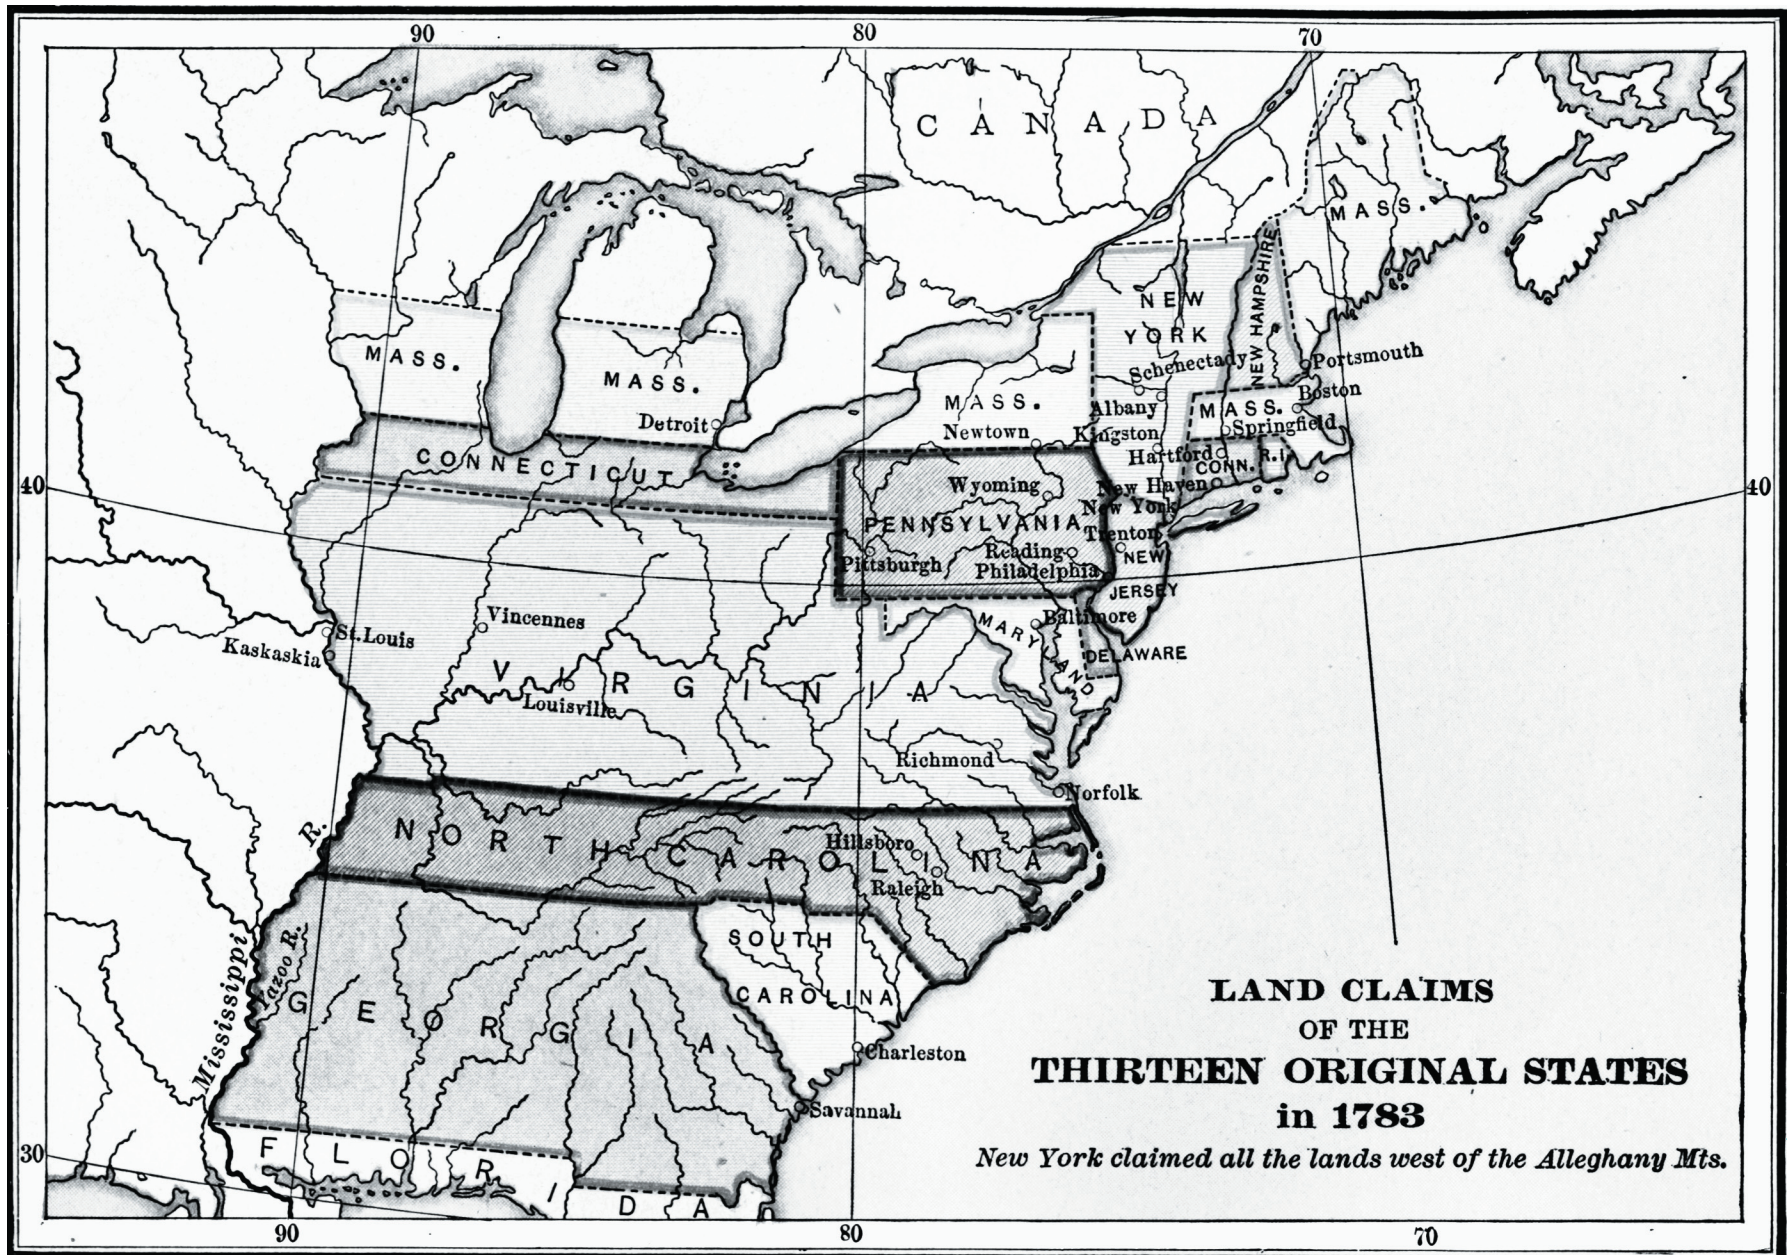 90
80
70
CANADA
MASS.
NEW HAMPSHIRE
NEW
YORK
Schenectady
Portsmouth
MASS.
MASS.
Detroit
MASS.
Newtown
Albany
Kingston
MASS.
Boston
Springfield
Hartford
CONN.
R.I.
New Haven
CONNECTICUT
40
40
Wyoming
New York
PENNSYLVANIA
Trenton
Pittsburgh
Reading
Philadelphia
NEW
JERSEY
MARYLAND
Baltimore
DELAWARE
Vincennes
St. Louis
Kaskaskia
VIRGINIA
Louisville
Richmond
Norfolk
R.
NORTH CAROLINA
Hillsboro
Raleigh
SOUTH
CAROLINA
Mississippi
Yazoo R.
GEORGIA
Charleston
Savannah
FLORIDA
30
LAND CLAIMS
OF THE
THIRTEEN ORIGINAL STATES
in 1783
New York claimed all the lands west of the Alleghany Mts.
90
80
70